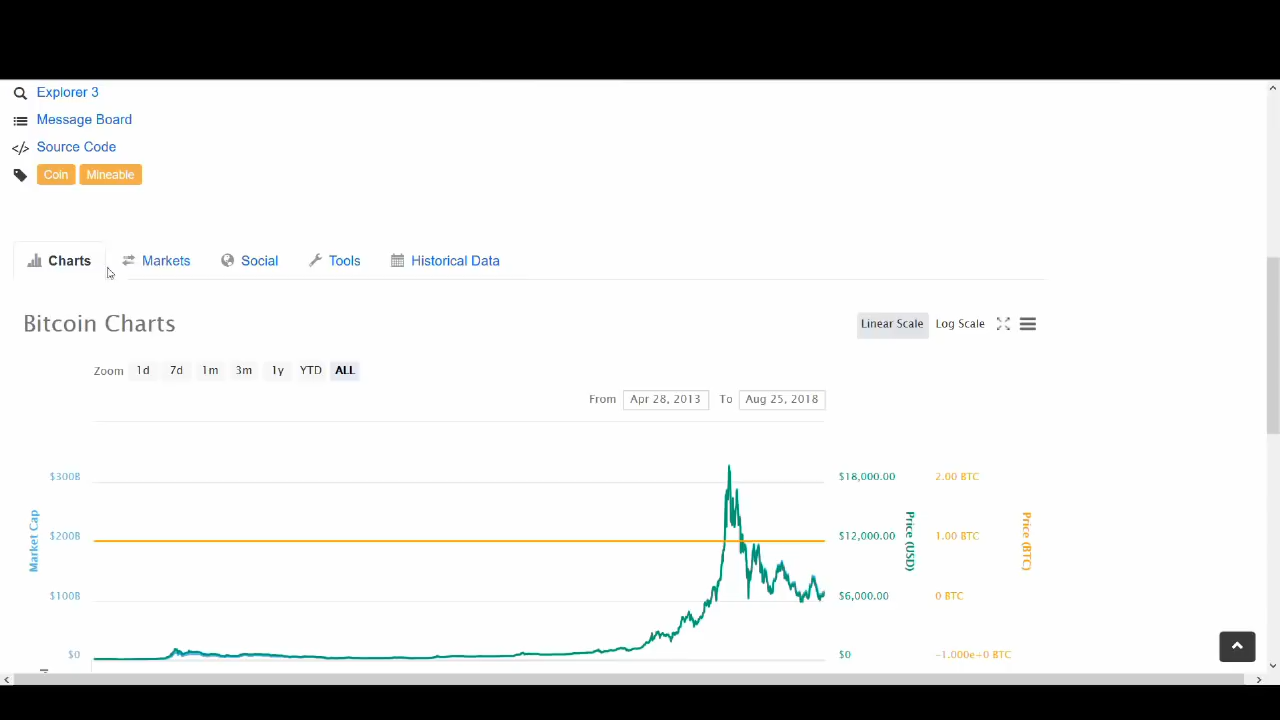 Explorer 3
Message Board
Source Code
Coin Mineable
Charts Markets Social Tools Historical Data
Bitcoin Charts
Linear Scale Log Scale
Zoom 1d 7d 1m 3m 1y YTD ALL
From Apr 28, 2013 To Aug 25, 2018
$300B $18,000.00 2.00 BTC
$200B $12,000.00 1.00 BTC
$100B $6,000.00 0 BTC
$0 $0 -1.000e+0 BTC
Market Cap
Price (USD)
Price (BTC)